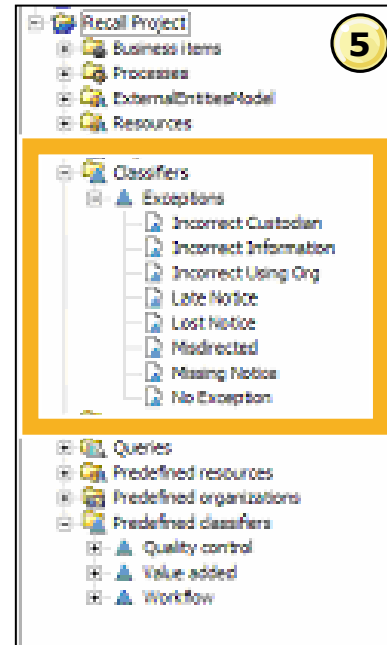 Recall Project
5
Business items
Processes
ExternalEntitiesModel
Resources
Classifiers
Exceptions
Incorrect Custodian
Incorrect Information
Incorrect Using Org
Late Notice
Lost Notice
Misdirected
Missing Notice
No Exception
Queries
Predefined resources
Predefined organizations
Predefined classifiers
Quality control
Value added
Workflow